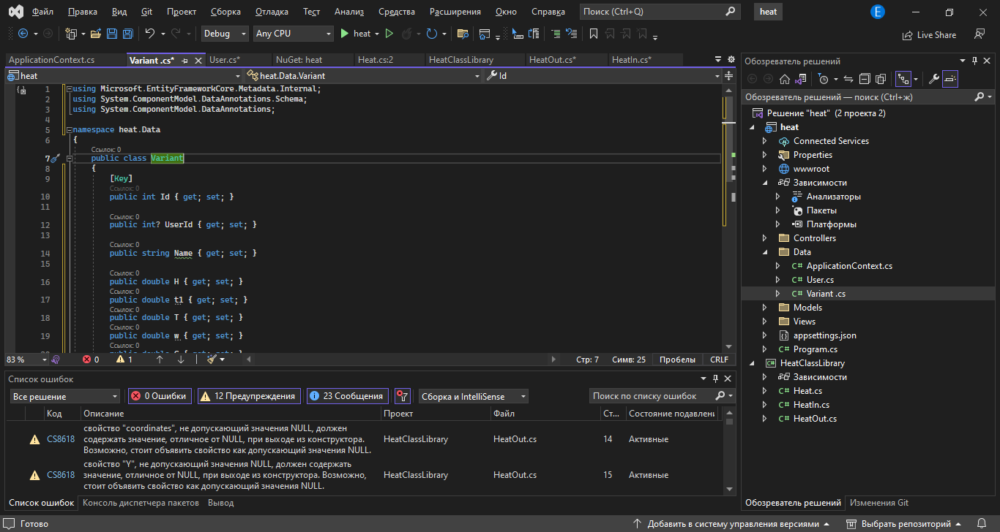 Файл Правка Вид Git Проект Сборка Отладка Тест Анализ Средства Расширения Окно Справка Поиск (Ctrl+Q) heat E
Debug Any CPU heat Live Share
ApplicationContext.cs Variant .cs* User.cs* NuGet: heat Heat.cs:2 HeatClassLibrary HeatOut.cs* HeatIn.cs*
heat heat.Data.Variant Id
1 using Microsoft.EntityFrameworkCore.Metadata.Internal;
2 using System.ComponentModel.DataAnnotations.Schema;
3 using System.ComponentModel.DataAnnotations;
4
5 namespace heat.Data
6 {
Ссылок: 0
7 public class Variant
8 {
9 [Key]
Ссылок: 0
10 public int Id { get; set; }
11
Ссылок: 0
12 public int? UserId { get; set; }
13
Ссылок: 0
14 public string Name { get; set; }
15
Ссылок: 0
16 public double H { get; set; }
Ссылок: 0
17 public double t1 { get; set; }
Ссылок: 0
18 public double T { get; set; }
Ссылок: 0
19 public double w { get; set; }
Ссылок: 0
83 % 0 1 Стр: 7 Симв: 25 Пробелы CRLF
Список ошибок
Все решение 0 Ошибки 12 Предупреждения 23 Сообщения Сборка и IntelliSense Поиск по списку ошибок
Код Описание Проект Файл Ст... Состояние подавлени
свойство "coordinates", не допускающий значения NULL, должен
CS8618 содержать значение, отличное от NULL, при выходе из конструктора. HeatClassLibrary HeatOut.cs 14 Активные
Возможно, стоит объявить свойство как допускающий значения NULL.
свойство "Y", не допускающий значения NULL, должен содержать
CS8618 значение, отличное от NULL, при выходе из конструктора. Возможно, HeatClassLibrary HeatOut.cs 15 Активные
стоит объявить свойство как допускающий значения NULL.
Список ошибок Консоль диспетчера пакетов Вывод
Обозреватель решений
Обозреватель решений — поиск (Ctrl+ж)
Решение "heat" (2 проекта 2)
heat
Connected Services
Properties
wwwroot
Зависимости
Анализаторы
Пакеты
Платформы
Controllers
Data
C# ApplicationContext.cs
C# User.cs
C# Variant .cs
Models
Views
appsettings.json
C# Program.cs
C# HeatClassLibrary
Зависимости
C# Heat.cs
C# HeatIn.cs
C# HeatOut.cs
Обозреватель решений Изменения Git
Готово Добавить в систему управления версиями Выбрать репозиторий